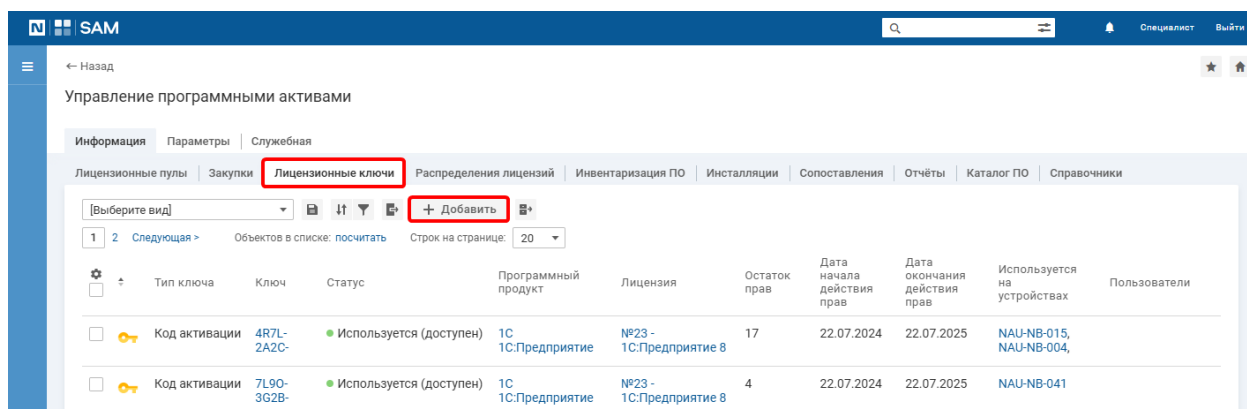 N SAM Специалист Выйти
← Назад
Управление программными активами
Информация Параметры Служебная
Лицензионные пулы Закупки Лицензионные ключи Распределения лицензий Инвентаризация ПО Инсталляции Сопоставления Отчёты Каталог ПО Справочники
[Выберите вид] + Добавить
1 2 Следующая > Объектов в списке: посчитать Строк на странице: 20
Тип ключа Ключ Статус Программный продукт Лицензия Остаток прав Дата начала действия прав Дата окончания действия прав Используется на устройствах Пользователи
Код активации 4R7L- Используется (доступен) 1С №23 - 17 22.07.2024 22.07.2025 NAU-NB-015,
2A2C- 1С:Предприятие 1С:Предприятие 8 NAU-NB-004,
Код активации 7L9O- Используется (доступен) 1С №23 - 4 22.07.2024 22.07.2025 NAU-NB-041
3G2B- 1С:Предприятие 1С:Предприятие 8